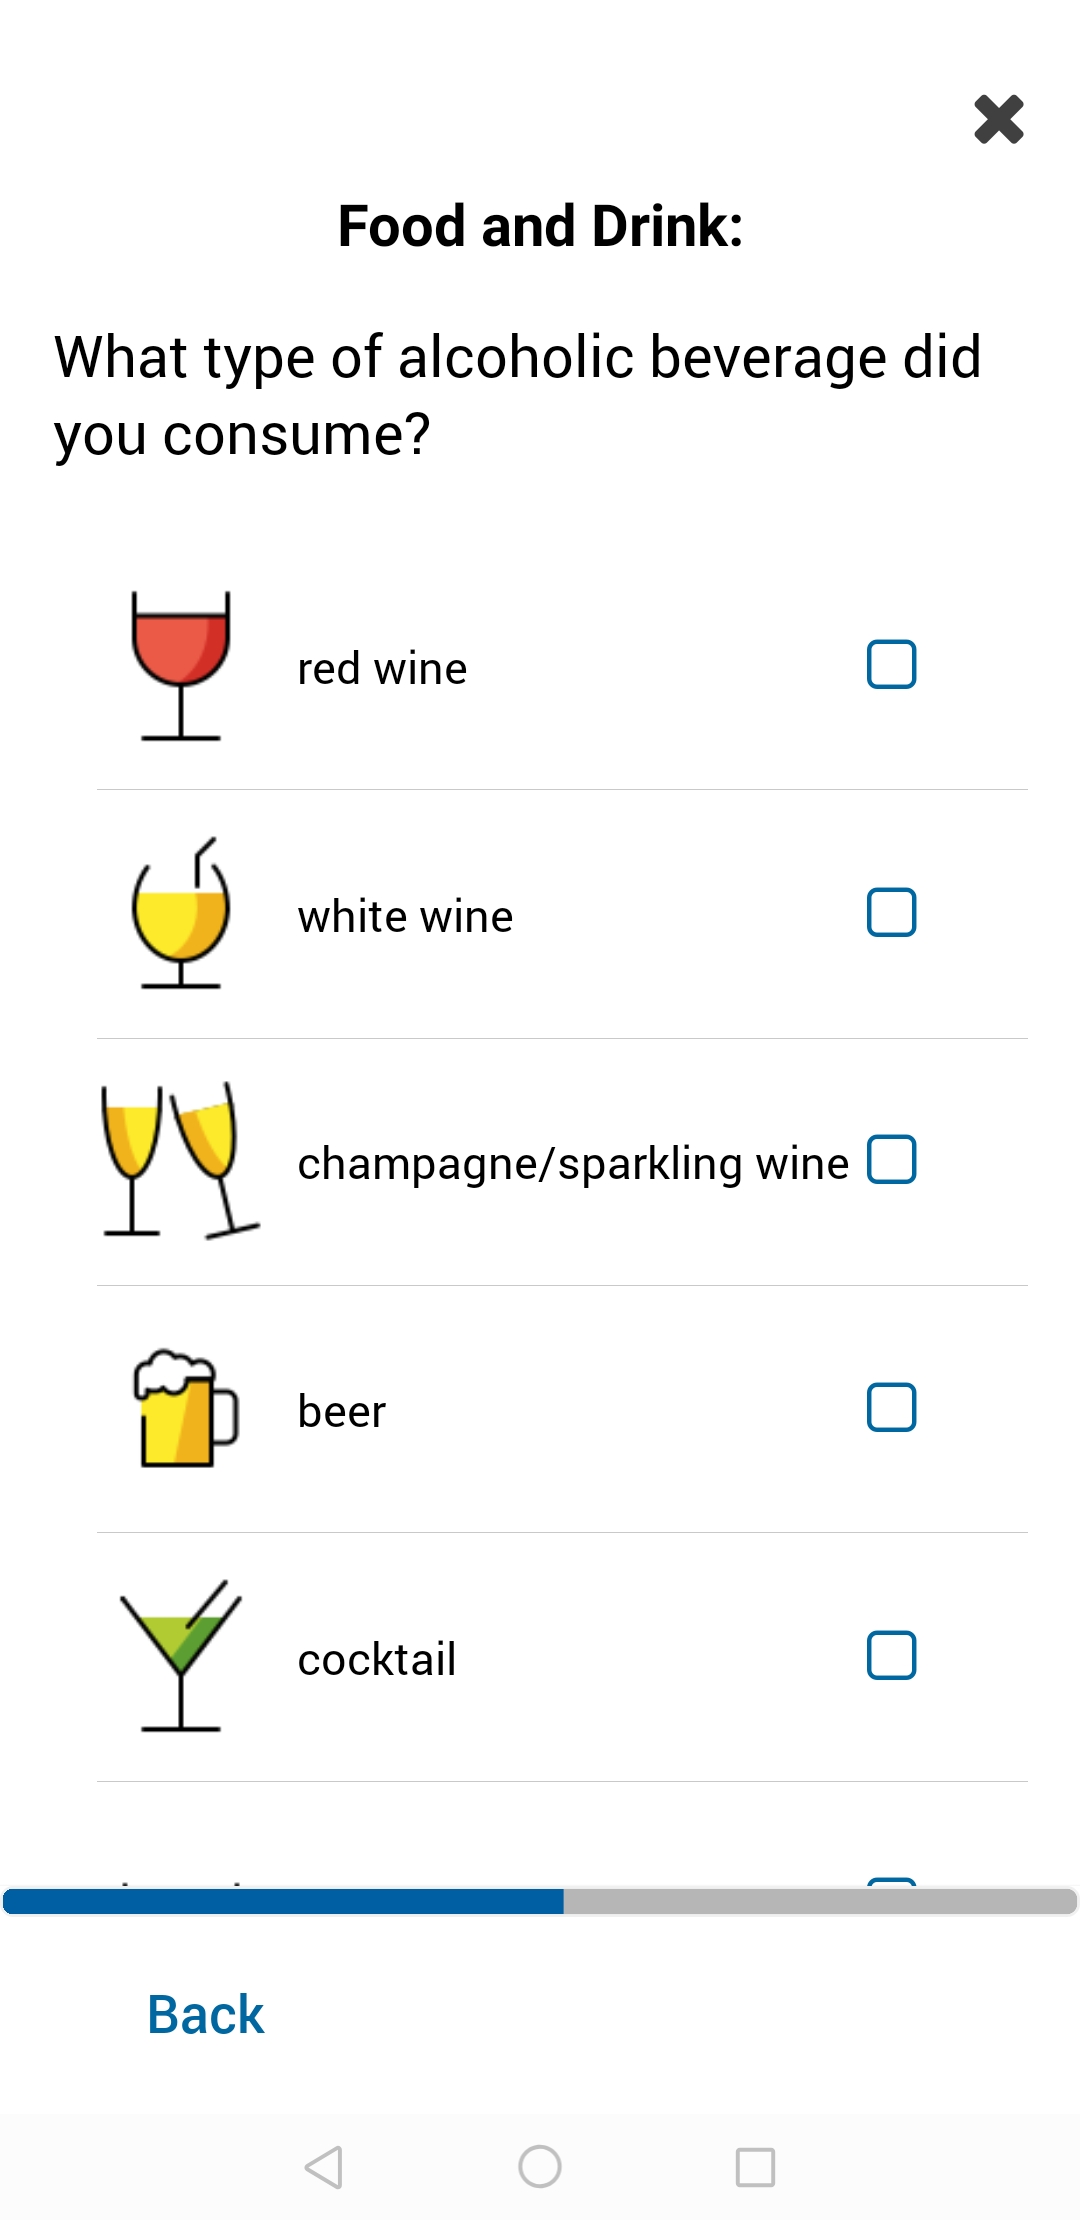 Food and Drink:
What type of alcoholic beverage did
you consume?
red wine
white wine
champagne/sparkling wine
beer
cocktail
Back